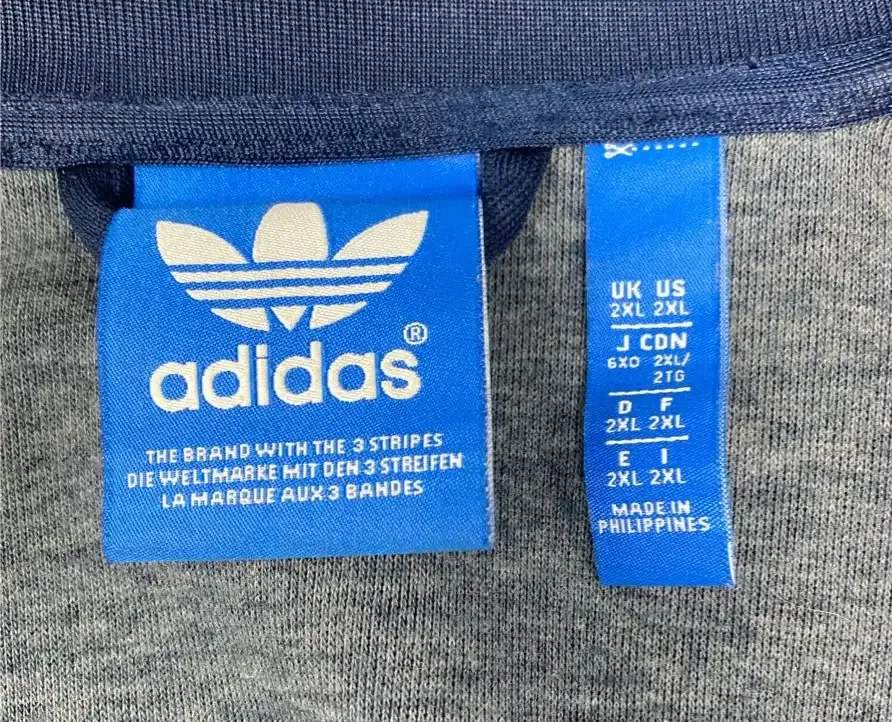 adidas®
THE BRAND WITH THE 3 STRIPES
DIE WELTMARKE MIT DEN 3 STREIFEN
LA MARQUE AUX 3 BANDES
UK US
2XL 2XL
J CDN
6XO 2XL/
2TG
D F
2XL 2XL
E I
2XL 2XL
MADE IN
PHILIPPINES